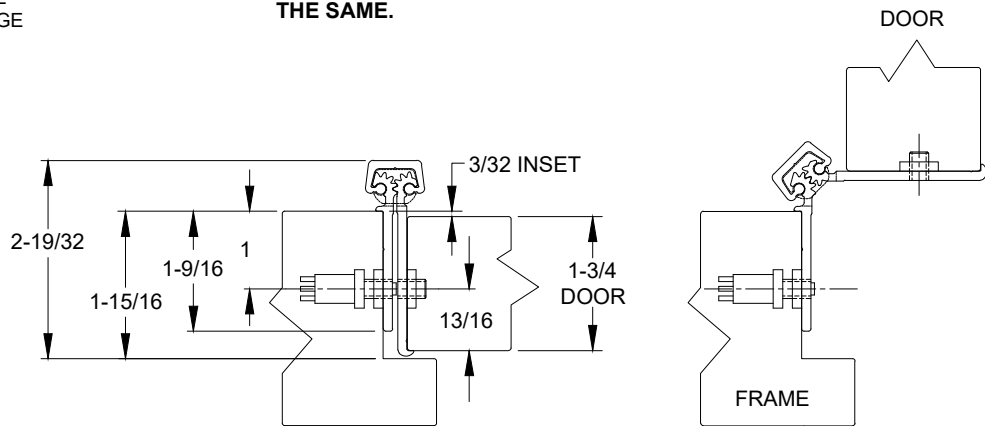 GE
THE SAME.
DOOR
3/32 INSET
2-19/32
1
1-9/16
1-15/16
1-3/4
DOOR
13/16
FRAME